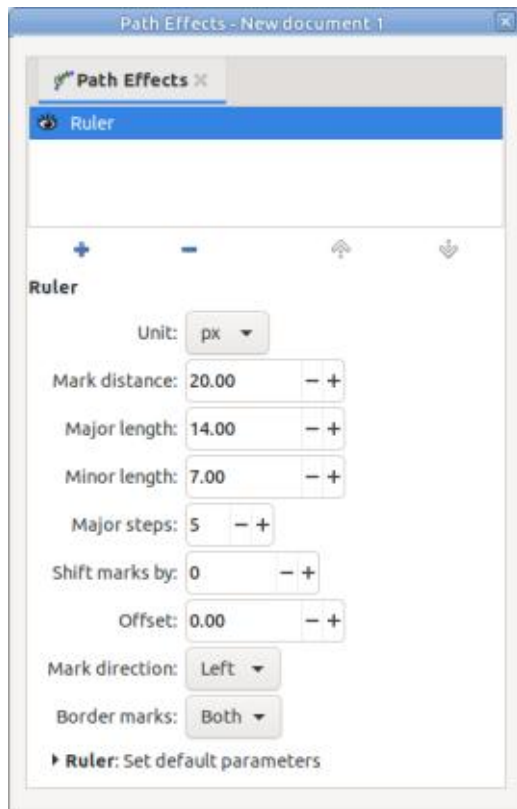 Path Effects - New document 1
Path Effects
Ruler
Ruler
Unit: px
Mark distance: 20.00
Major length: 14.00
Minor length: 7.00
Major steps: 5
Shift marks by: 0
Offset: 0.00
Mark direction: Left
Border marks: Both
Ruler: Set default parameters